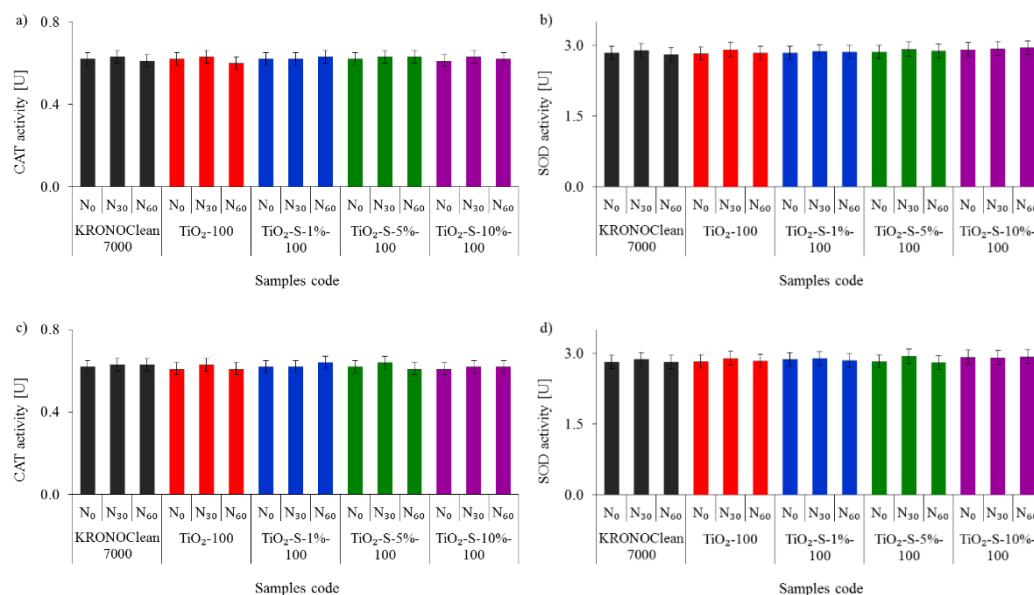 a)
CAT activity [U]
0.8
0.4
0.0
N₀ N₃₀ N₆₀ N₀ N₃₀ N₆₀ N₀ N₃₀ N₆₀ N₀ N₃₀ N₆₀ N₀ N₃₀ N₆₀
KRONOClean TiO₂-100 TiO₂-S-1%- TiO₂-S-5%- TiO₂-S-10%-
7000 100 100 100
Samples code
b)
SOD activity [U]
3.0
1.5
0.0
N₀ N₃₀ N₆₀ N₀ N₃₀ N₆₀ N₀ N₃₀ N₆₀ N₀ N₃₀ N₆₀ N₀ N₃₀ N₆₀
KRONOClean TiO₂-100 TiO₂-S-1%- TiO₂-S-5%- TiO₂-S-10%-
7000 100 100 100
Samples code
c)
CAT activity [U]
0.8
0.4
0.0
N₀ N₃₀ N₆₀ N₀ N₃₀ N₆₀ N₀ N₃₀ N₆₀ N₀ N₃₀ N₆₀ N₀ N₃₀ N₆₀
KRONOClean TiO₂-100 TiO₂-S-1%- TiO₂-S-5%- TiO₂-S-10%-
7000 100 100 100
Samples code
d)
SOD activity [U]
3.0
1.5
0.0
N₀ N₃₀ N₆₀ N₀ N₃₀ N₆₀ N₀ N₃₀ N₆₀ N₀ N₃₀ N₆₀ N₀ N₃₀ N₆₀
KRONOClean TiO₂-100 TiO₂-S-1%- TiO₂-S-5%- TiO₂-S-10%-
7000 100 100 100
Samples code